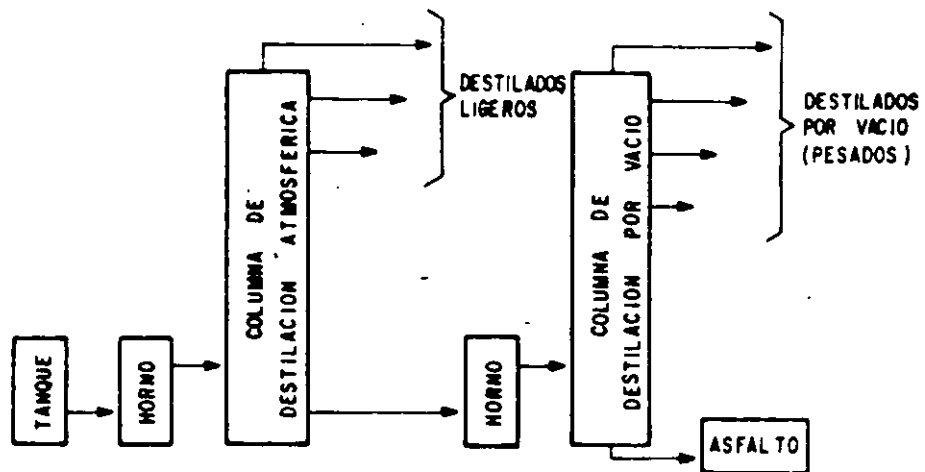 TANQUE
HORNO
COLUMNA DE
DESTILACION ATMOSFERICA
DESTILADOS
LIGEROS
HORNO
COLUMNA DE
DESTILACION POR VACIO
DESTILADOS
POR VACIO
(PESADOS)
ASFALTO